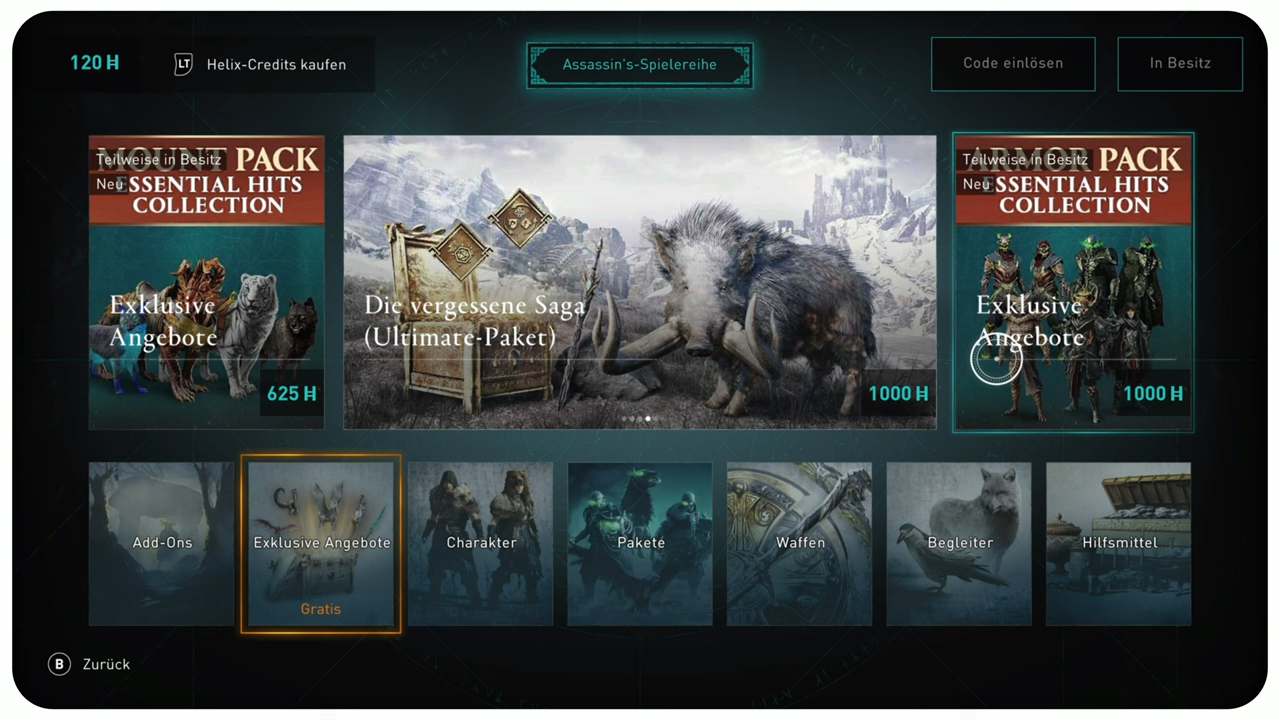 120 H
LT Helix-Credits kaufen
Assassin's-Spielereihe
Code einlösen
In Besitz
Teilweise in Besitz
MOUNT PACK
Neu
ESSENTIAL HITS
COLLECTION
Exklusive
Angebote
625 H
Die vergessene Saga
(Ultimate-Paket)
1000 H
Teilweise in Besitz
ARMOR PACK
Neu
ESSENTIAL HITS
COLLECTION
Exklusive
Angebote
1000 H
Add-Ons
Exklusive Angebote
Gratis
Charakter
Pakete
Waffen
Begleiter
Hilfsmittel
B Zurück